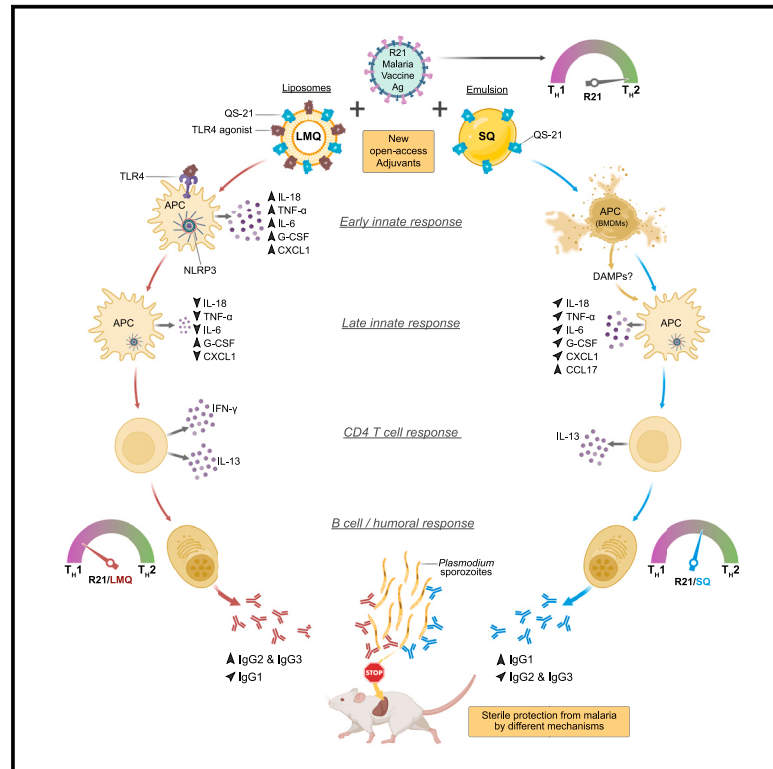 R21
Malaria
Vaccine
Ag
Liposomes
Emulsion
TH1
TH2
R21
QS-21
TLR4 agonist
LMQ
New
open-access
Adjuvants
SQ
QS-21
TLR4
APC
NLRP3
IL-18
TNF-α
IL-6
G-CSF
CXCL1
Early innate response
APC
(BMDMs)
DAMPs?
APC
IL-18
TNF-α
IL-6
G-CSF
CXCL1
Late innate response
IL-18
TNF-α
IL-6
G-CSF
CXCL1
CCL17
APC
IFN-γ
IL-13
CD4 T cell response
IL-13
B cell / humoral response
TH1
TH2
R21/LMQ
Plasmodium
sporozoites
TH1
TH2
R21/SQ
IgG2 & IgG3
IgG1
STOP
IgG1
IgG2 & IgG3
Sterile protection from malaria
by different mechanisms